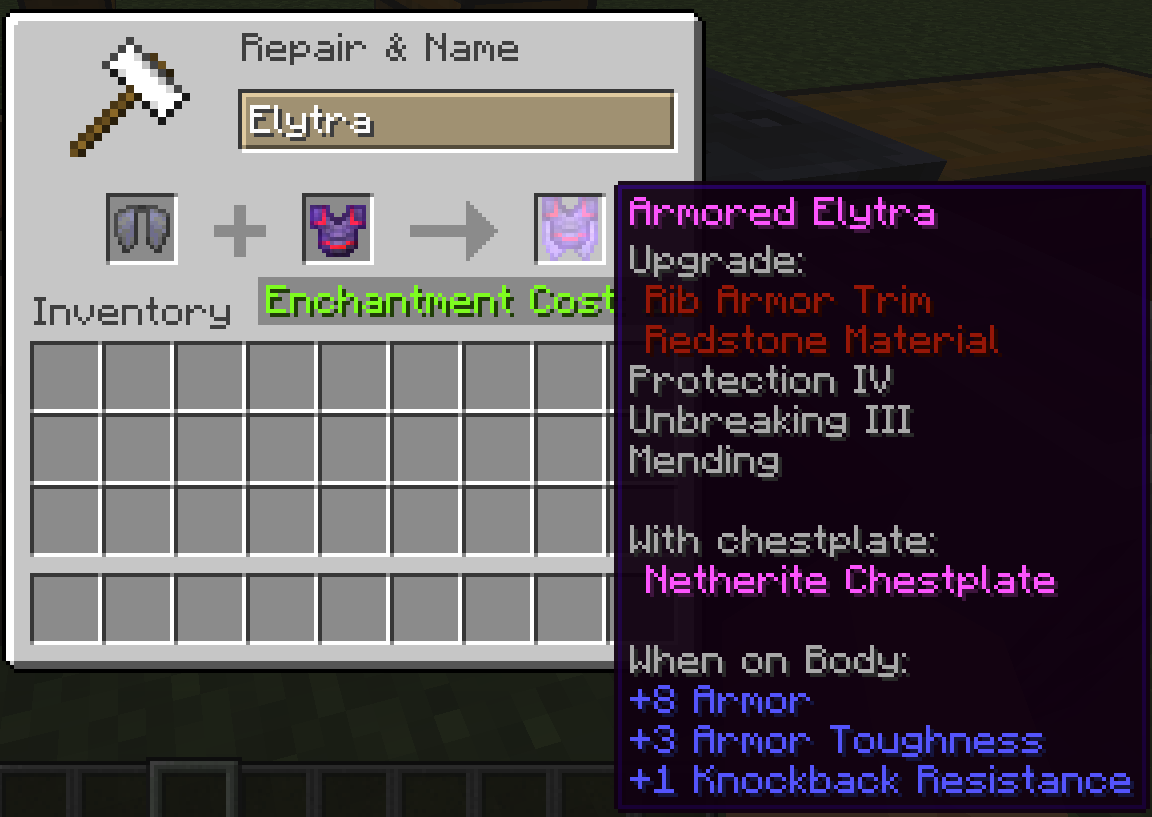 Repair & Name
Elytra
Inventory
Enchantment Cost
Armored Elytra
Upgrade:
Rib Armor Trim
Redstone Material
Protection IV
Unbreaking III
Mending
With chestplate:
Netherite Chestplate
When on Body:
+8 Armor
+3 Armor Toughness
+1 Knockback Resistance